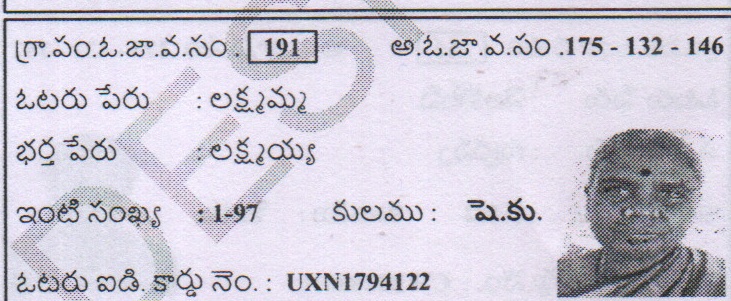 గ్రా.పం.ఓ.జా.వ.సం. 191 అ.ఓ.జా.వ.సం .175 - 132 - 146
ఓటరు పేరు : లక్ష్మమ్మ
భర్త పేరు : లక్ష్మయ్య
ఇంటి సంఖ్య : 1-97 కులము : షె.కు.
ఓటరు ఐడి. కార్డు నెం. : UXN1794122